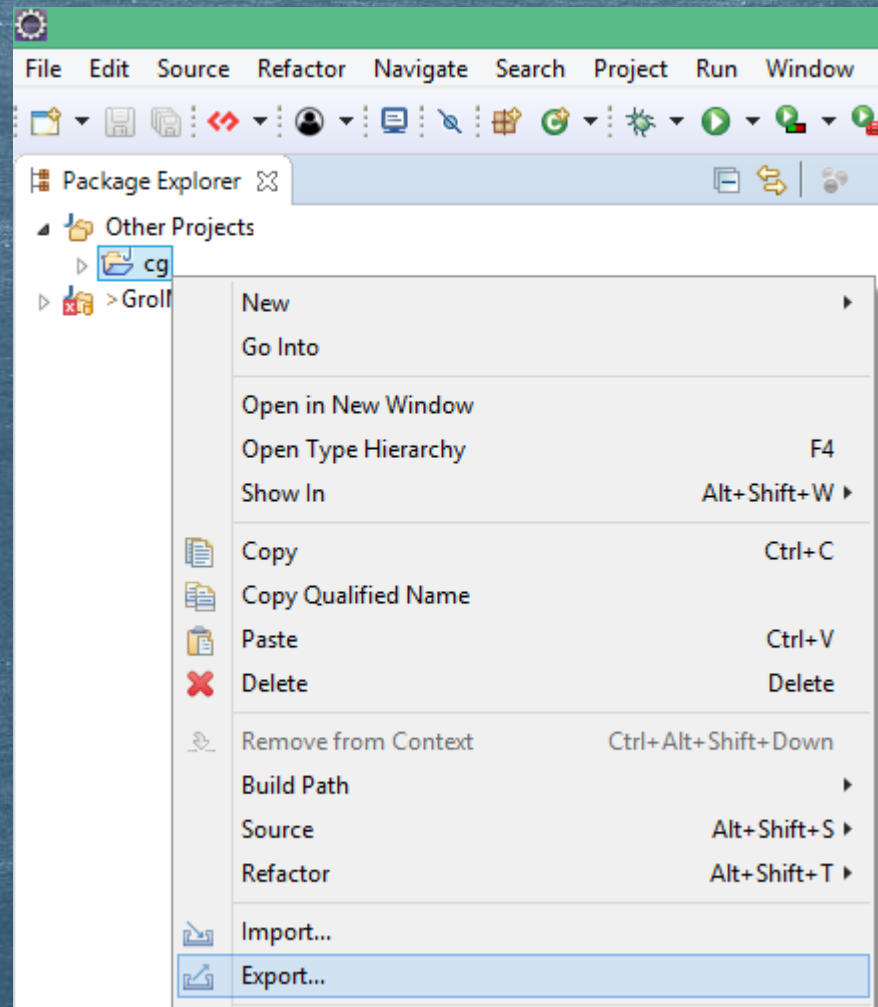 File Edit Source Refactor Navigate Search Project Run Window
Package Explorer
Other Projects
cg
>Groll
New
Go Into
Open in New Window
Open Type Hierarchy F4
Show In Alt+Shift+W
Copy Ctrl+C
Copy Qualified Name
Paste Ctrl+V
Delete Delete
Remove from Context Ctrl+Alt+Shift+Down
Build Path
Source Alt+Shift+S
Refactor Alt+Shift+T
Import...
Export...